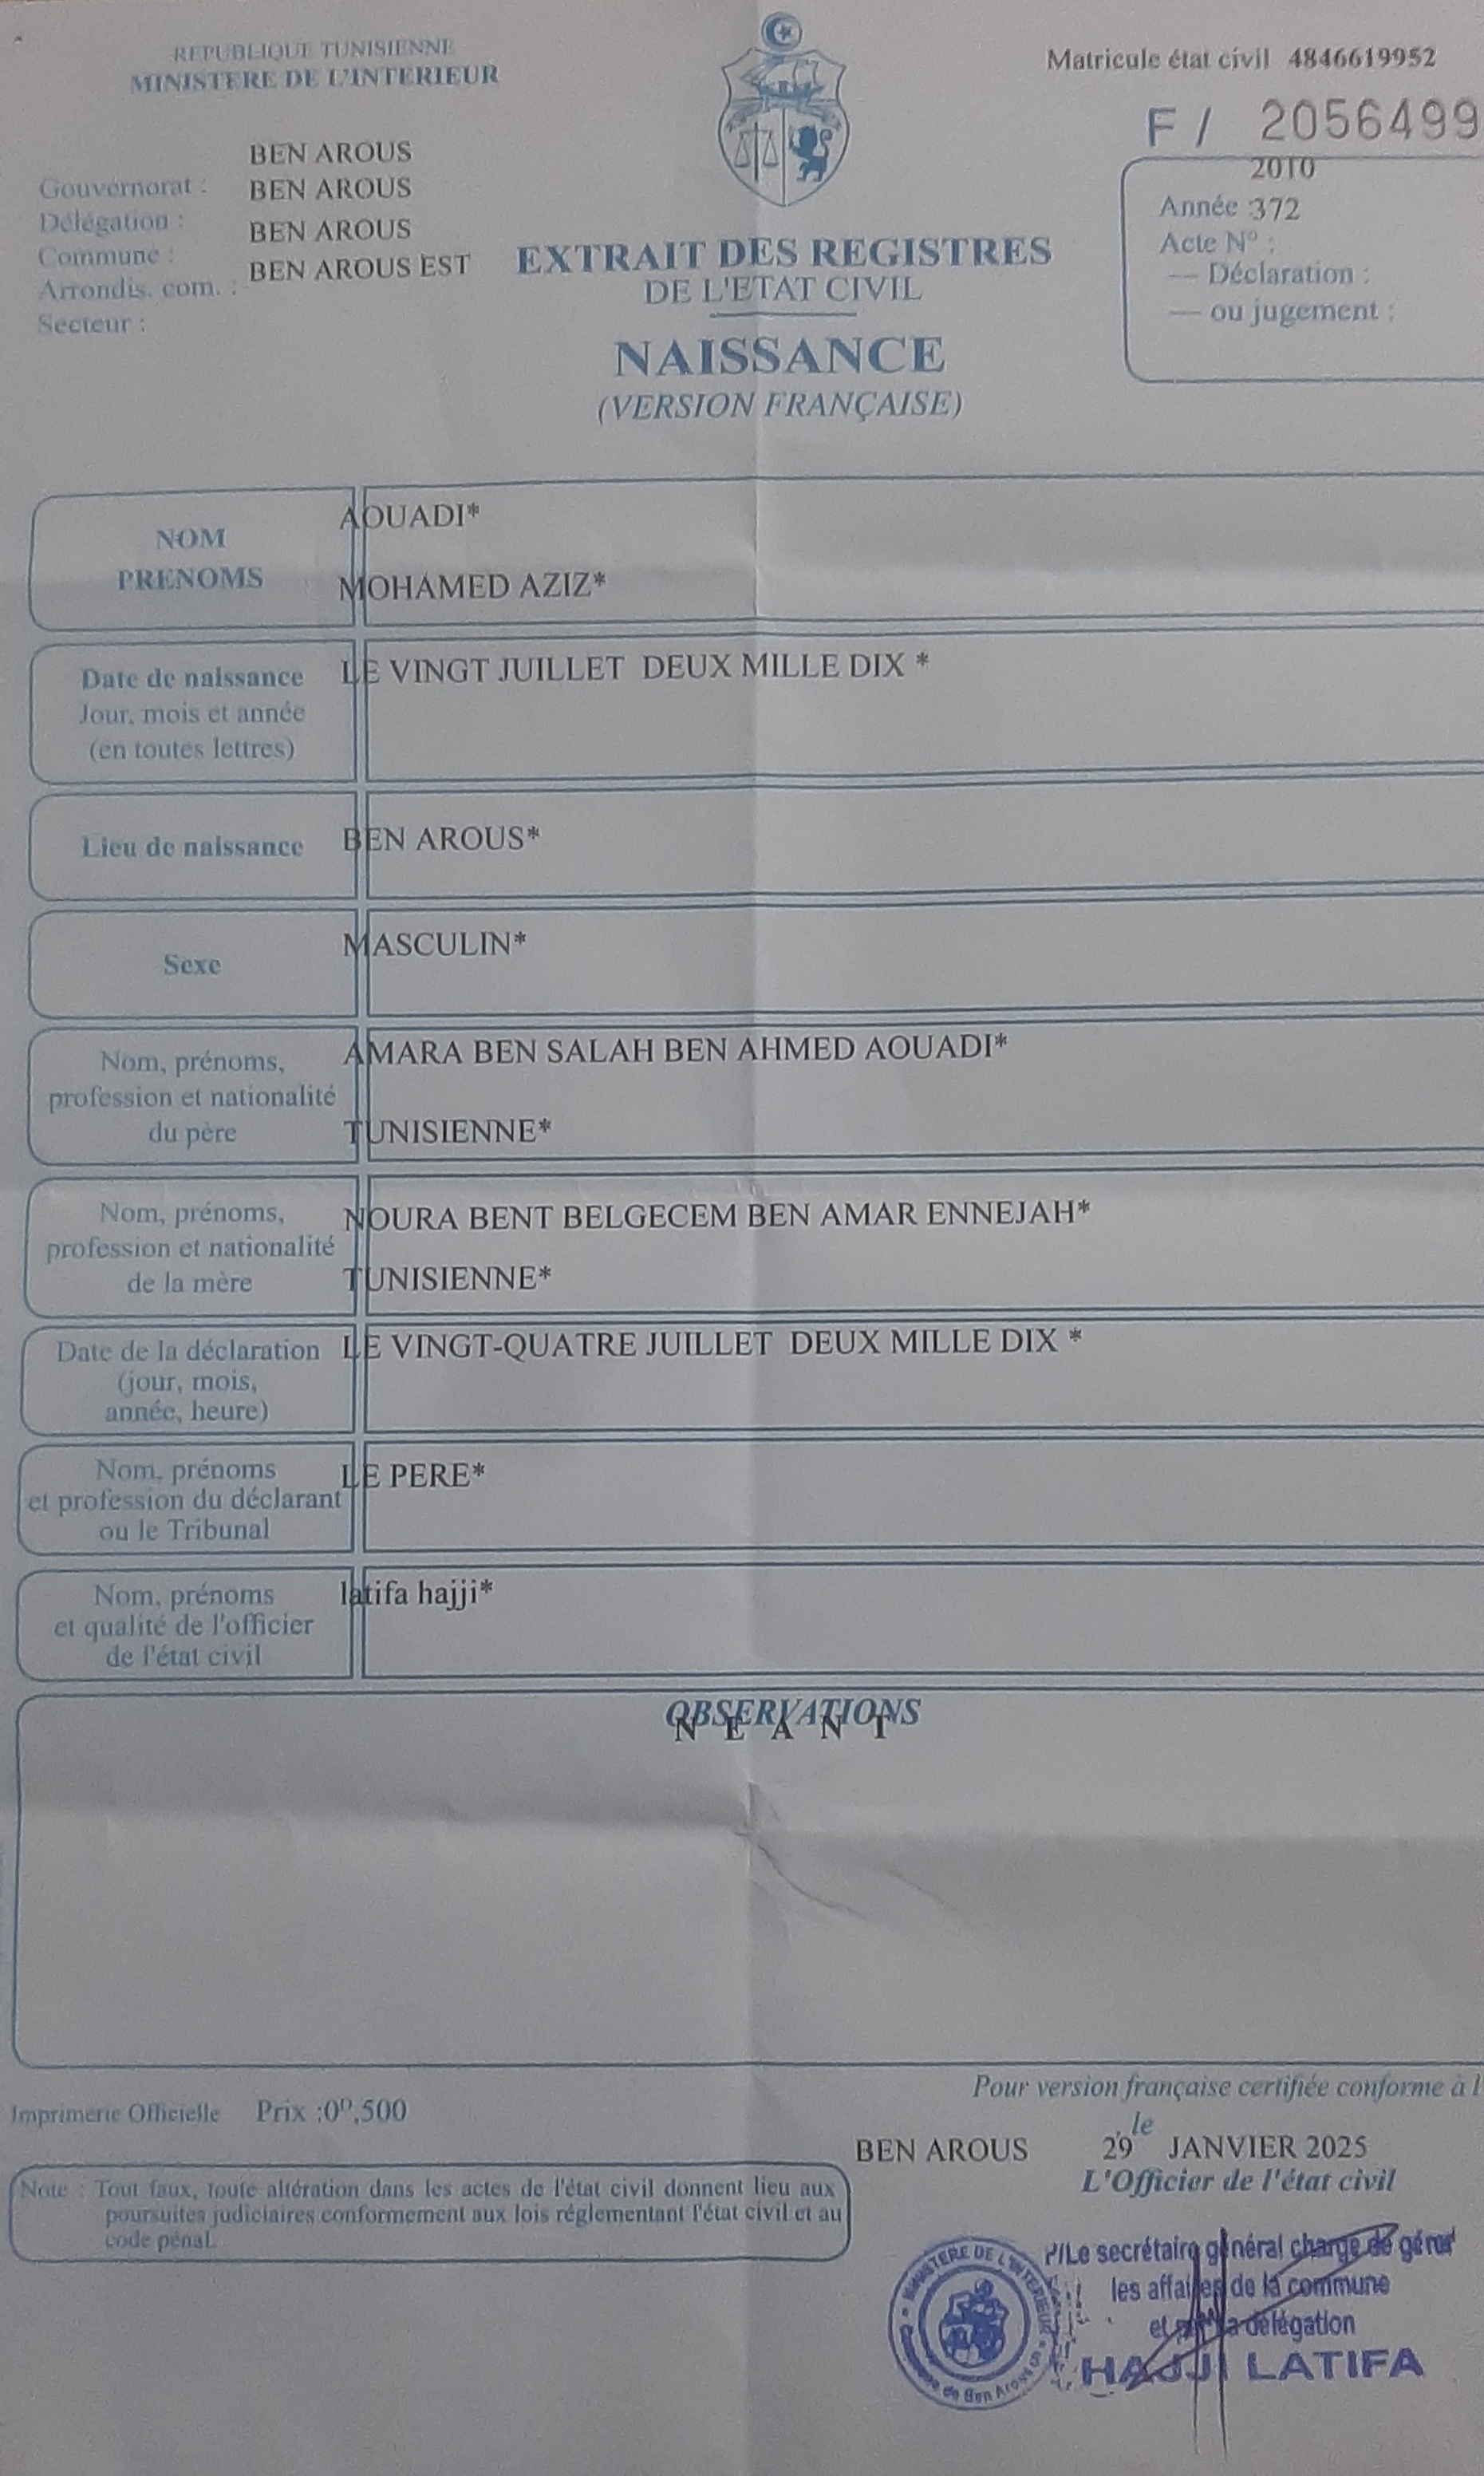 REPUBLIQUE TUNISIENNE
MINISTERE DE L'INTERIEUR
Matricule état civil 4846619952
F / 2056499
BEN AROUS
Gouvernorat : BEN AROUS
Délégation : BEN AROUS
Commune : BEN AROUS EST
Arrondis. com. :
Secteur :
2010
Année : 372
Acte N° :
— Déclaration :
— ou jugement :
EXTRAIT DES REGISTRES
DE L'ETAT CIVIL
NAISSANCE
(VERSION FRANÇAISE)
NOM
PRENOMS
AOUADI*
MOHAMED AZIZ*
Date de naissance
Jour, mois et année
(en toutes lettres)
LE VINGT JUILLET DEUX MILLE DIX *
Lieu de naissance
BEN AROUS*
Sexe
MASCULIN*
Nom, prénoms,
profession et nationalité
du père
AMARA BEN SALAH BEN AHMED AOUADI*
TUNISIENNE*
Nom, prénoms,
profession et nationalité
de la mère
NOURA BENT BELGECEM BEN AMAR ENNEJAH*
TUNISIENNE*
Date de la déclaration
(jour, mois,
année, heure)
LE VINGT-QUATRE JUILLET DEUX MILLE DIX *
Nom, prénoms
et profession du déclarant
ou le Tribunal
LE PERE*
Nom, prénoms
et qualité de l'officier
de l'état civil
latifa hajji*
OBSERVATIONS
N E A N T
Pour version française certifiée conforme à l'
Imprimerie Officielle Prix :0ᴰ,500
le
BEN AROUS 29 JANVIER 2025
L'Officier de l'état civil
Note : Tout faux, toute altération dans les actes de l'état civil donnent lieu aux
poursuites judiciaires conformement aux lois réglementant l'état civil et au
code pénal.
P/Le secrétaire général charge de gérer
les affaires de la commune
et délégation
HAJJI LATIFA
MINISTERE DE L'INTERIEUR
de Ben Arous